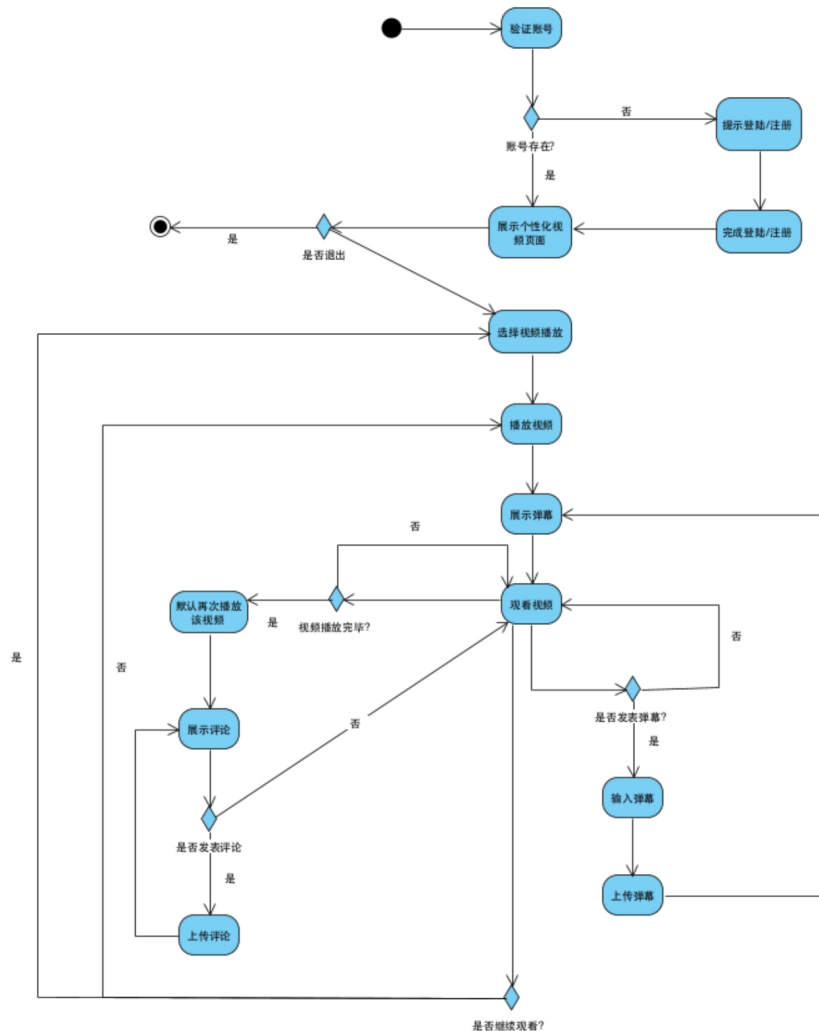 验证账号
否
提示登陆/注册
账号存在?
是
展示个性化视
频页面
完成登陆/注册
是
是否退出
选择视频播放
播放视频
展示弹幕
否
默认再次播放
该视频
观看视频
是
视频播放完毕?
否
是
否
展示评论
否
是否发表弹幕?
是
输入弹幕
是否发表评论
是
上传弹幕
上传评论
是否继续观看?